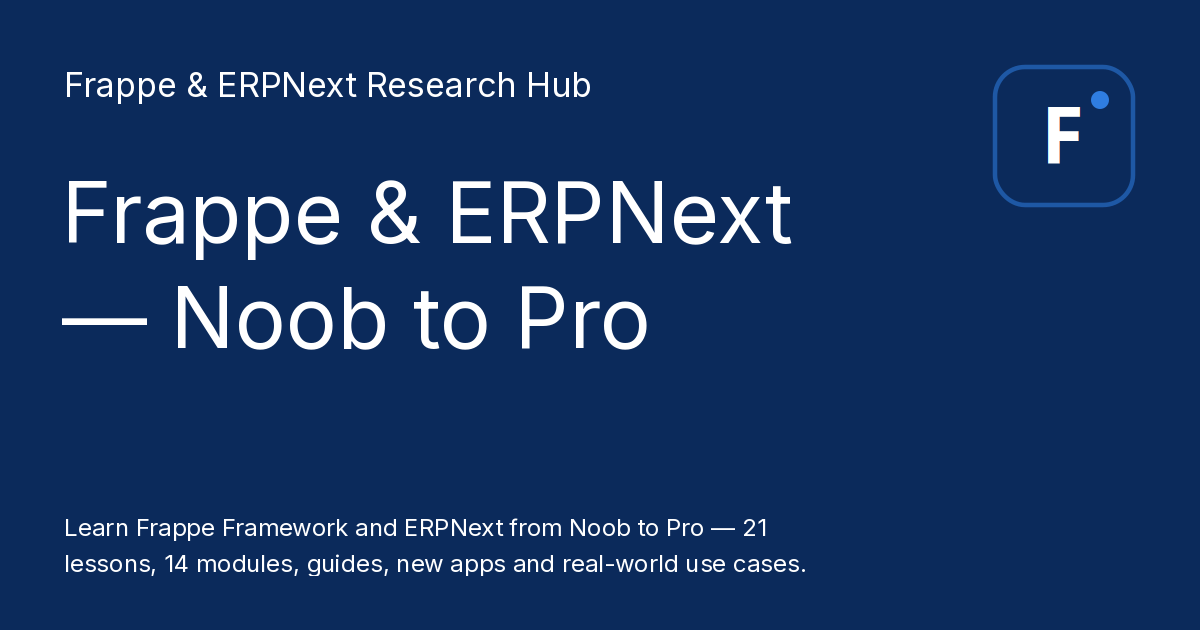 Frappe & ERPNext Research Hub
F
Frappe & ERPNext
— Noob to Pro
Learn Frappe Framework and ERPNext from Noob to Pro — 21
lessons, 14 modules, guides, new apps and real-world use cases.